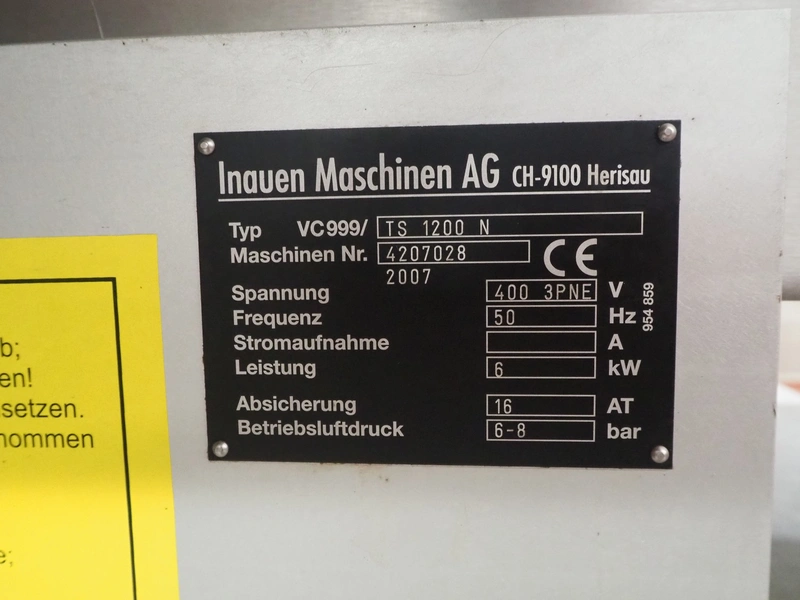 Inauen Maschinen AG CH-9100 Herisau
Typ VC999/ TS 1200 N
Maschinen Nr. 4207028
CE
2007
Spannung 400 3PNE V
Frequenz 50 Hz
Stromaufnahme A
Leistung 6 kW
Absicherung 16 AT
Betriebsluftdruck 6-8 bar
954 859
b;
en!
setzen.
nommen
e;